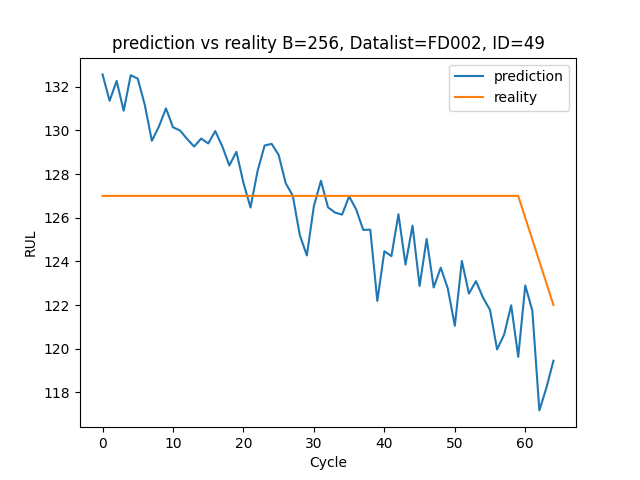 prediction vs reality B=256, Datalist=FD002, ID=49
prediction
reality
132
130
128
126
124
122
120
118
RUL
0 10 20 30 40 50 60
Cycle